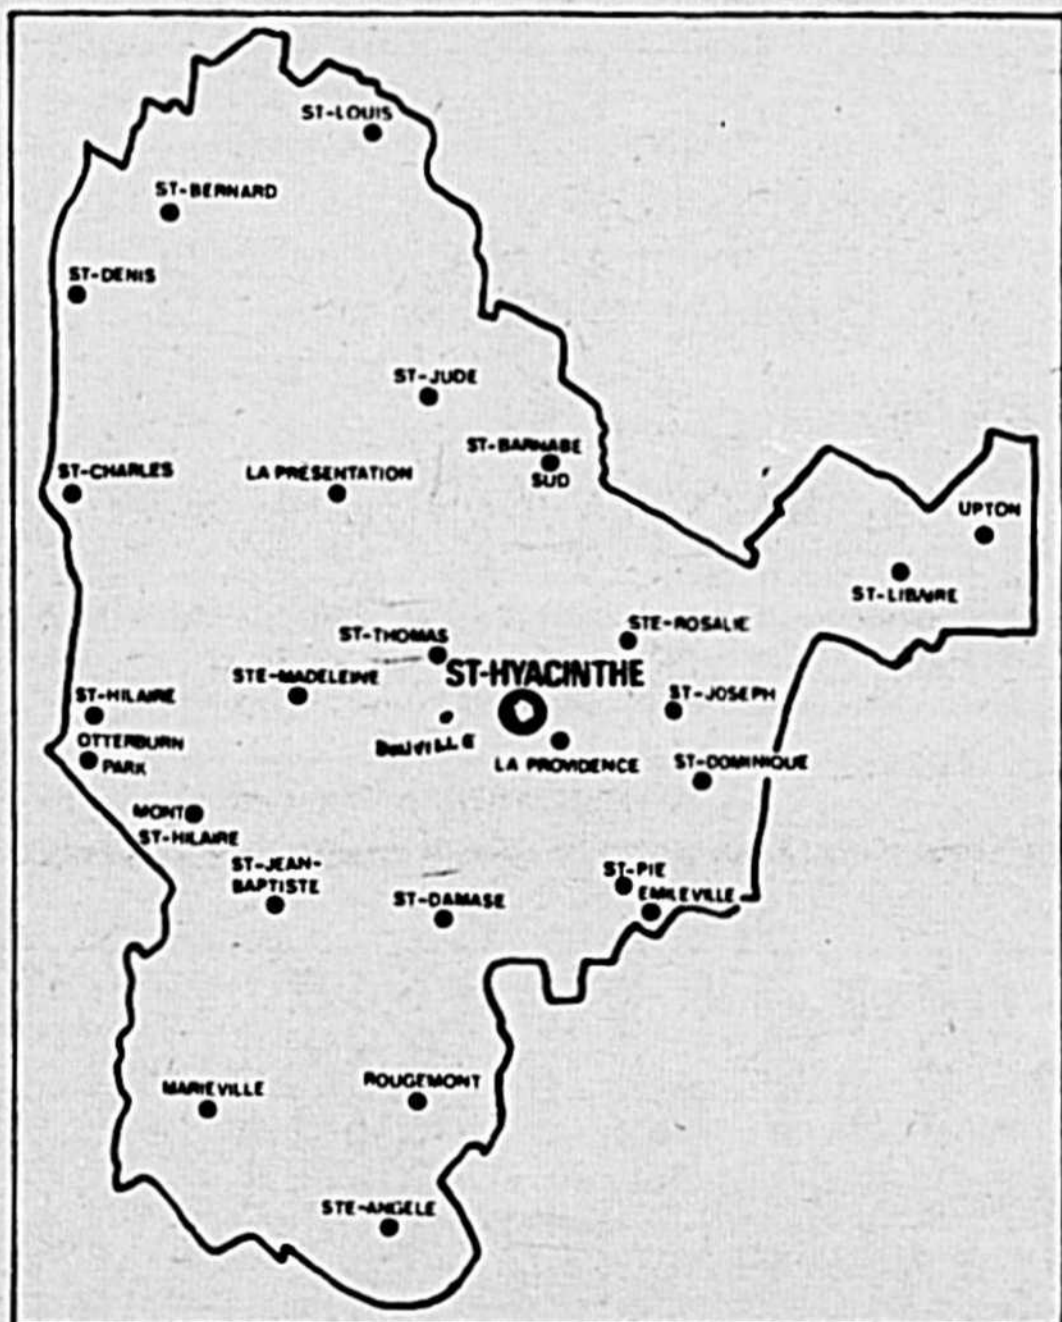 ST-LOUIS
ST-BERNARD
ST-DENIS
ST-JUDE
ST-BARNABE
SUD
ST-CHARLES
LA PRÉSENTATION
UPTON
ST-LIBAIRE
STE-ROSALIE
ST-THOMAS
ST-HYACINTHE
STE-MADELEINE
ST-HILAIRE
ST-JOSEPH
OTTERBURN
PARK
LA PROVIDENCE
ST-DOMINIQUE
MONT
ST-HILAIRE
ST-JEAN-
BAPTISTE
ST-DAMASE
ST-PIE
EMILEVILLE
MARIEVILLE
ROUGEMONT
STE-ANGELE